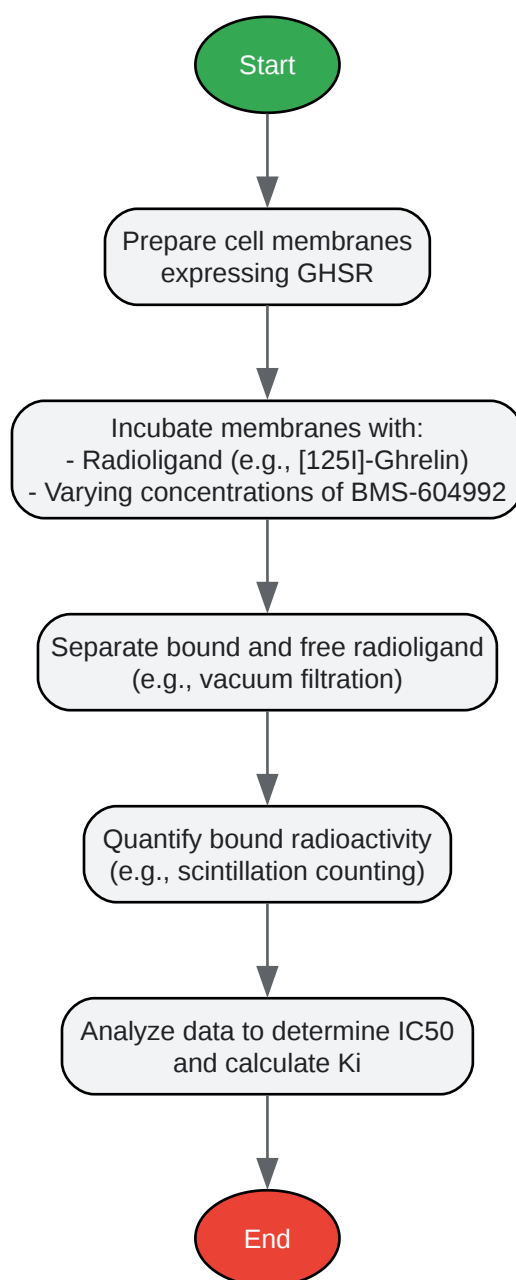 Start
Prepare cell membranes
expressing GHSR
Incubate membranes with:
- Radioligand (e.g., [125I]-Ghrelin)
- Varying concentrations of BMS-604992
Separate bound and free radioligand
(e.g., vacuum filtration)
Quantify bound radioactivity
(e.g., scintillation counting)
Analyze data to determine IC50
and calculate Ki
End